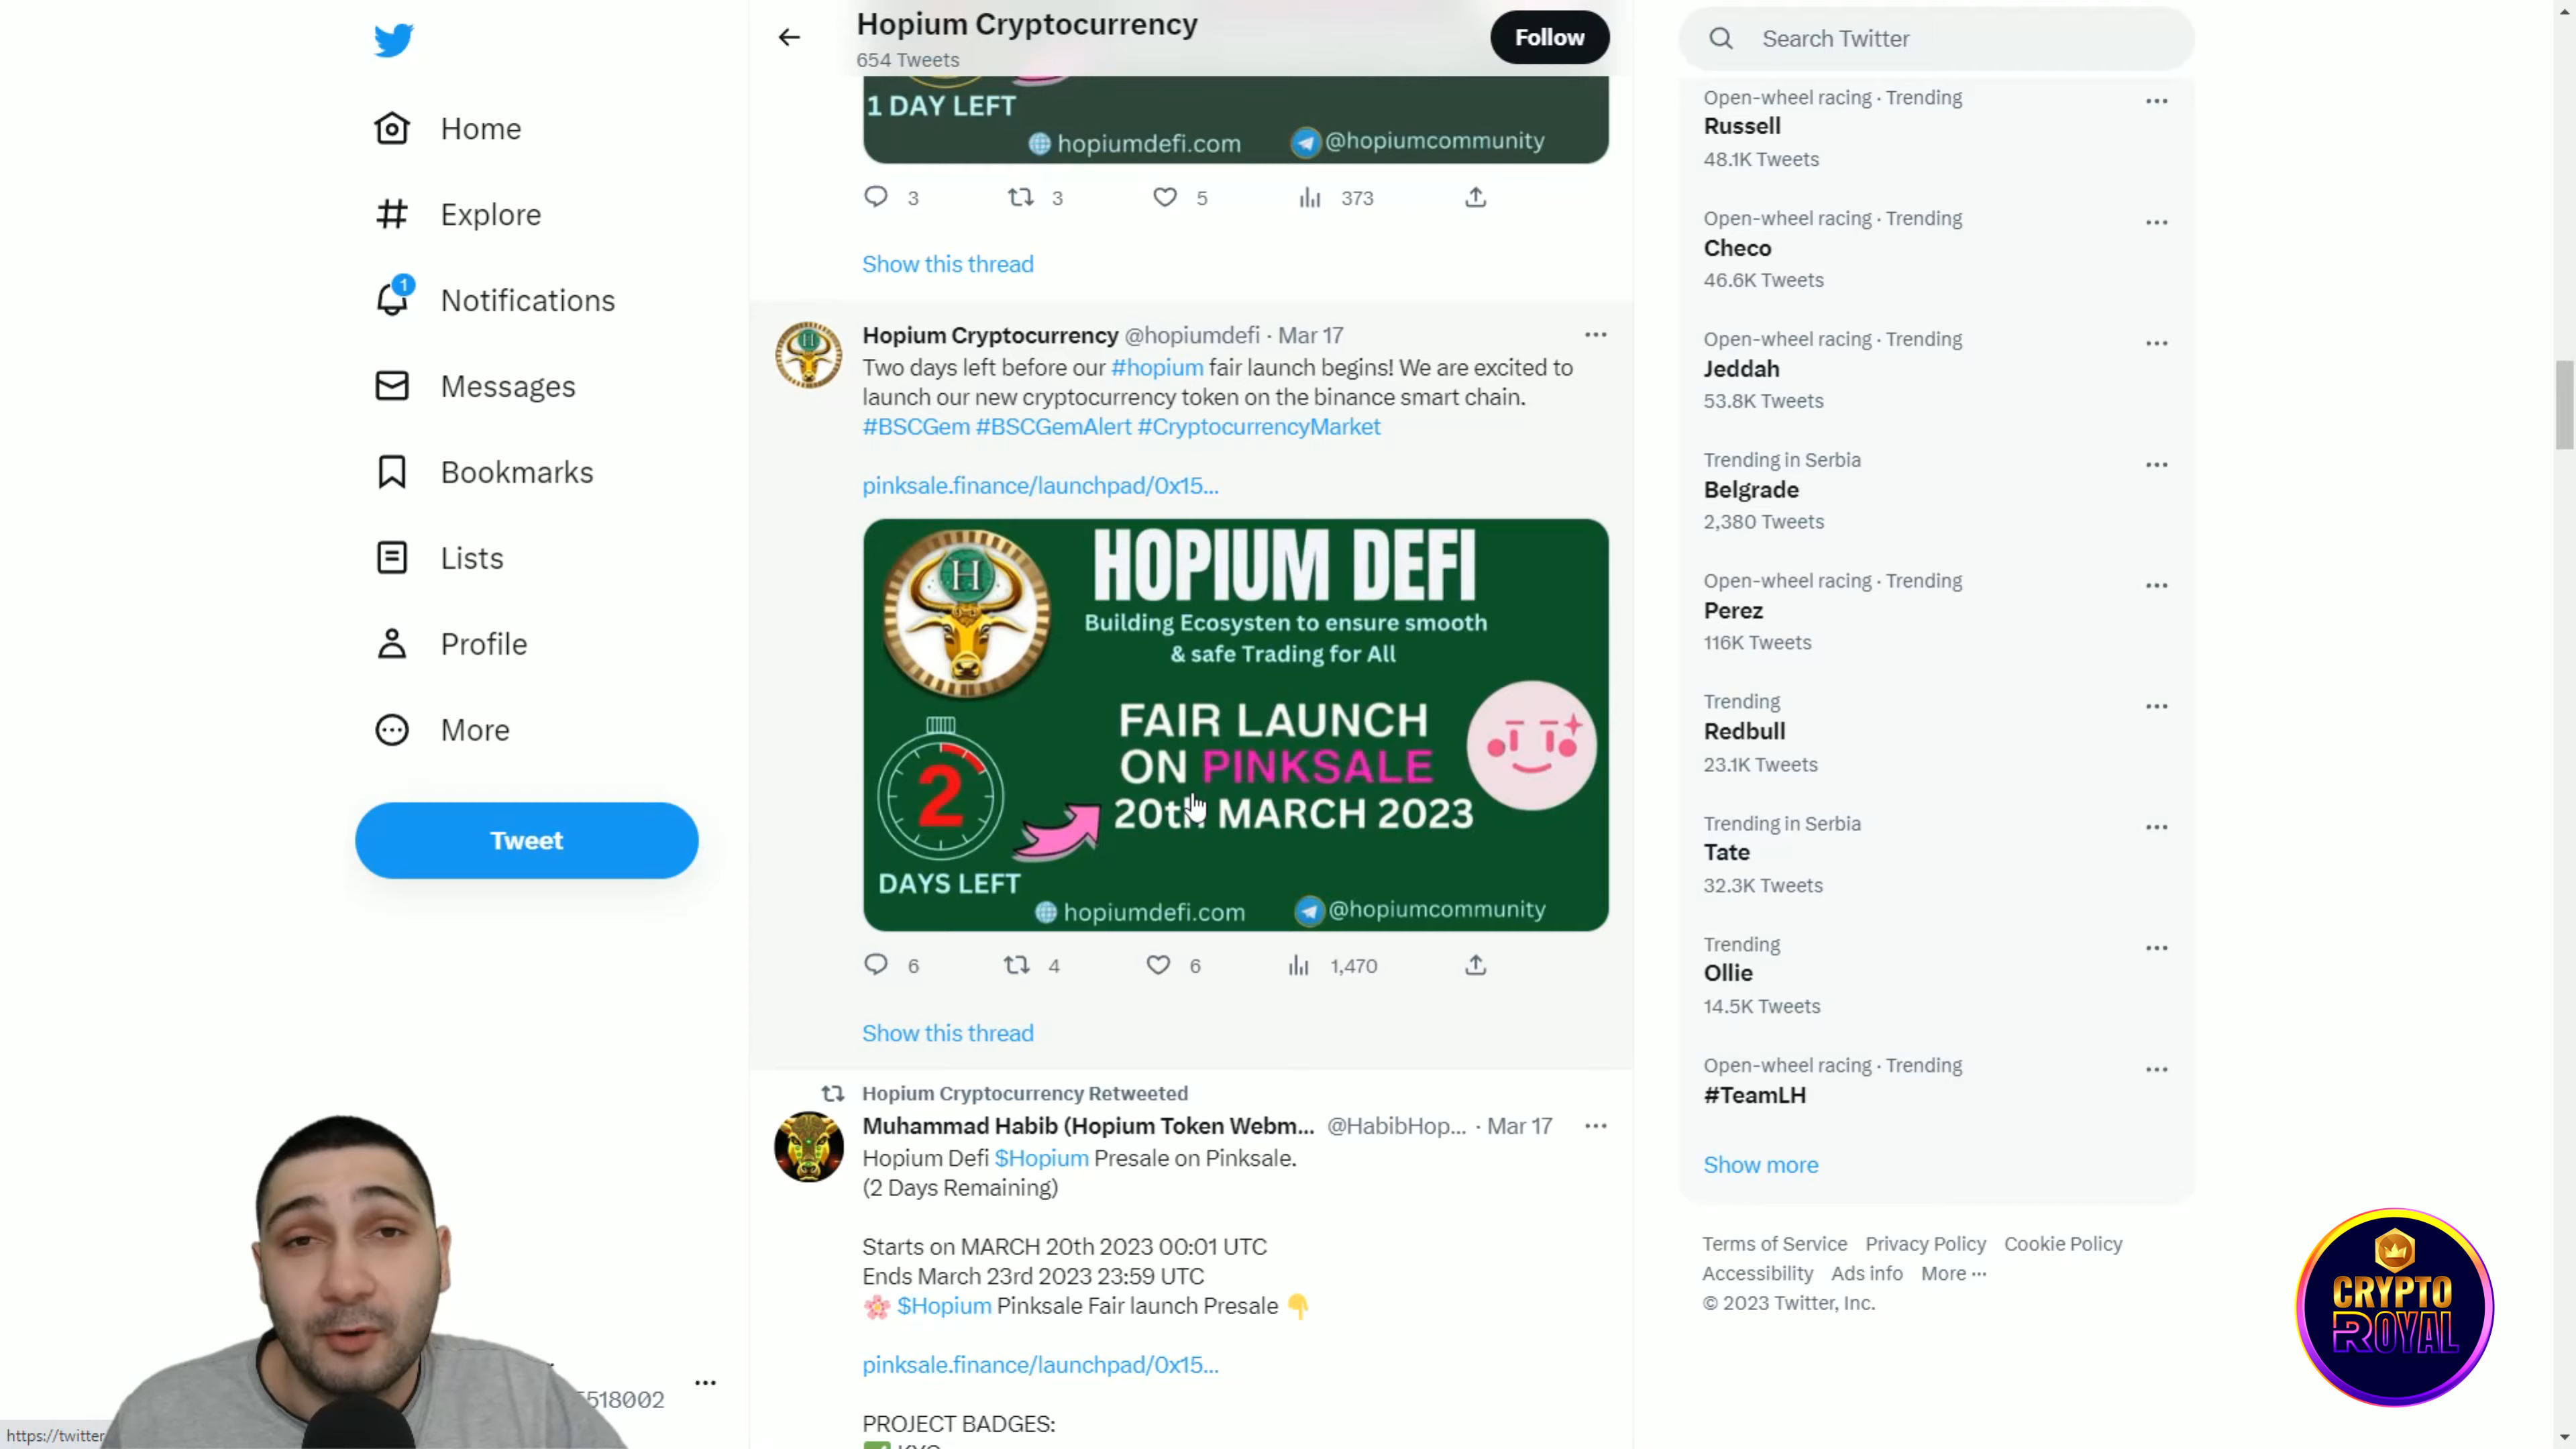 Home
Explore
1
Notifications
Messages
Bookmarks
Lists
Profile
More
Tweet
5518002
https://twitter
Hopium Cryptocurrency
654 Tweets
Follow
1 DAY LEFT
hopiumdefi.com
@hopiumcommunity
3
3
5
373
Show this thread
Hopium Cryptocurrency @hopiumdefi · Mar 17
Two days left before our #hopium fair launch begins! We are excited to
launch our new cryptocurrency token on the binance smart chain.
#BSCGem #BSCGemAlert #CryptocurrencyMarket
pinksale.finance/launchpad/0x15...
H
HOPIUM DEFI
Building Ecosysten to ensure smooth
& safe Trading for All
FAIR LAUNCH
ON PINKSALE
20th MARCH 2023
2
DAYS LEFT
hopiumdefi.com
@hopiumcommunity
6
4
6
1,470
Show this thread
Hopium Cryptocurrency Retweeted
Muhammad Habib (Hopium Token Webm... @HabibHop... · Mar 17
Hopium Defi $Hopium Presale on Pinksale.
(2 Days Remaining)
Starts on MARCH 20th 2023 00:01 UTC
Ends March 23rd 2023 23:59 UTC
🌸 $Hopium Pinksale Fair launch Presale 👇
pinksale.finance/launchpad/0x15...
PROJECT BADGES:
Search Twitter
Open-wheel racing · Trending
Russell
48.1K Tweets
Open-wheel racing · Trending
Checo
46.6K Tweets
Open-wheel racing · Trending
Jeddah
53.8K Tweets
Trending in Serbia
Belgrade
2,380 Tweets
Open-wheel racing · Trending
Perez
116K Tweets
Trending
Redbull
23.1K Tweets
Trending in Serbia
Tate
32.3K Tweets
Trending
Ollie
14.5K Tweets
Open-wheel racing · Trending
#TeamLH
Show more
Terms of Service Privacy Policy Cookie Policy
Accessibility Ads info More ...
© 2023 Twitter, Inc.
CRYPTO
ROYAL